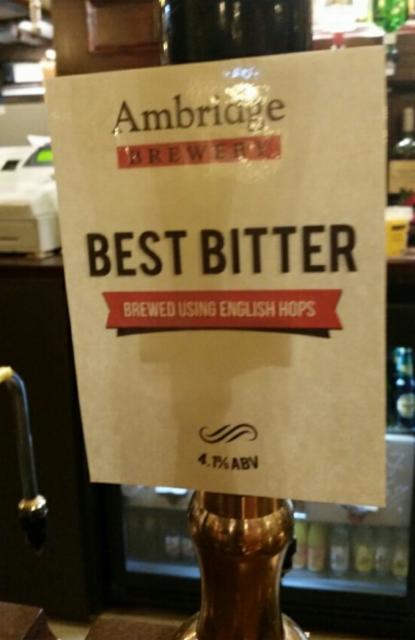 Ambridge
BREWERY
BEST BITTER
BREWED USING ENGLISH HOPS
4.1% ABV